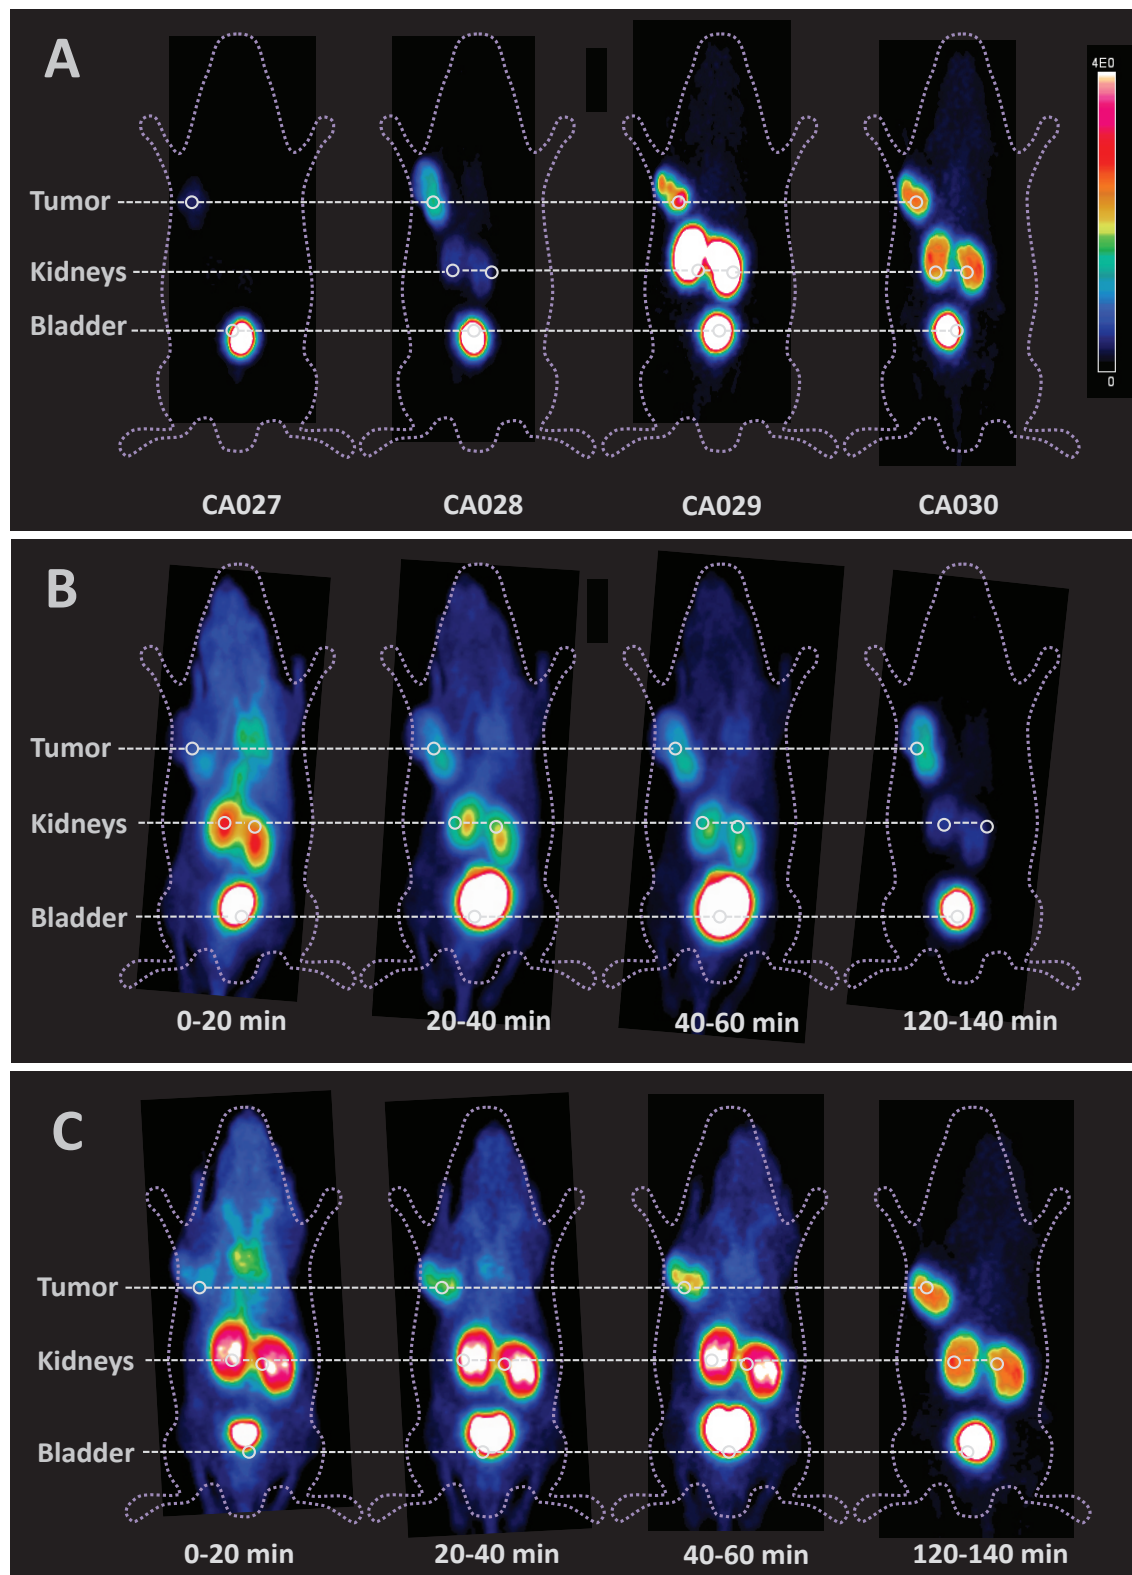 A
4E0
Tumor
Kidneys
Bladder
0
CA027 CA028 CA029 CA030
B
Tumor
Kidneys
Bladder
0-20 min 20-40 min 40-60 min 120-140 min
C
Tumor
Kidneys
Bladder
0-20 min 20-40 min 40-60 min 120-140 min